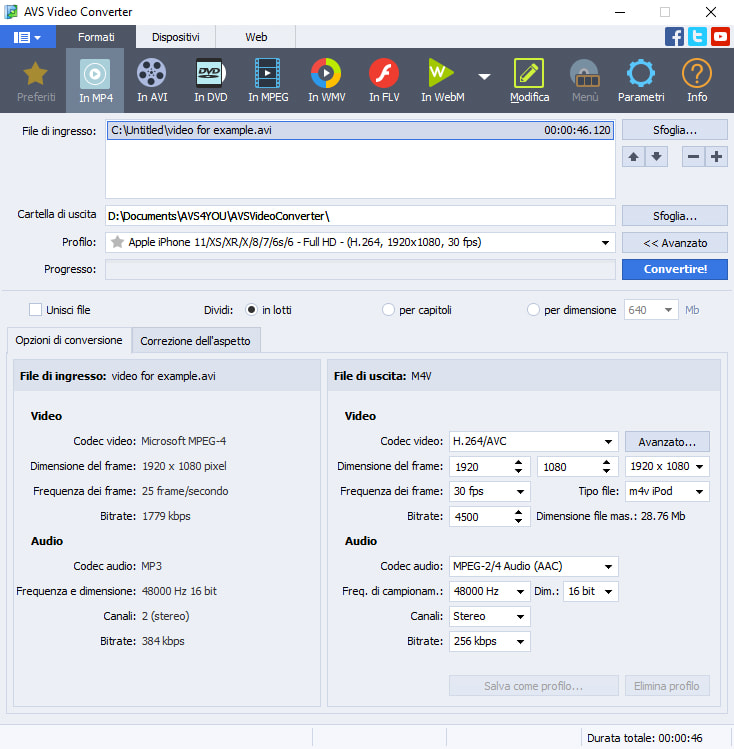 AVS Video Converter
Formati
Dispositivi
Web
Preferiti
In MP4
In AVI
DVD
In DVD
In MPEG
In WMV
In FLV
W
In WebM
Modifica
Menù
Parametri
?
Info
File di ingresso:
C:\Untitled\video for example.avi 00:00:46.120
Sfoglia...
Cartella di uscita
D:\Documents\AVS4YOU\AVSVideoConverter\
Sfoglia...
Profilo:
Apple iPhone 11/XS/XR/X/8/7/6s/6 - Full HD - (H.264, 1920x1080, 30 fps)
<< Avanzato
Progresso:
Convertire!
Unisci file
Dividi:
in lotti
per capitoli
per dimensione
640
Mb
Opzioni di conversione
Correzione dell'aspetto
File di ingresso: video for example.avi
Video
Codec video: Microsoft MPEG-4
Dimensione del frame: 1920 x 1080 pixel
Frequenza dei frame: 25 frame/secondo
Bitrate: 1779 kbps
Audio
Codec audio: MP3
Frequenza e dimensione: 48000 Hz 16 bit
Canali: 2 (stereo)
Bitrate: 384 kbps
File di uscita: M4V
Video
Codec video: H.264/AVC
Avanzato...
Dimensione del frame: 1920 1080 1920 x 1080
Frequenza dei frame: 30 fps Tipo file: m4v iPod
Bitrate: 4500 Dimensione file mas.: 28.76 Mb
Audio
Codec audio: MPEG-2/4 Audio (AAC)
Freq. di campionam.: 48000 Hz Dim.: 16 bit
Canali: Stereo
Bitrate: 256 kbps
Salva come profilo...
Elimina profilo
Durata totale: 00:00:46